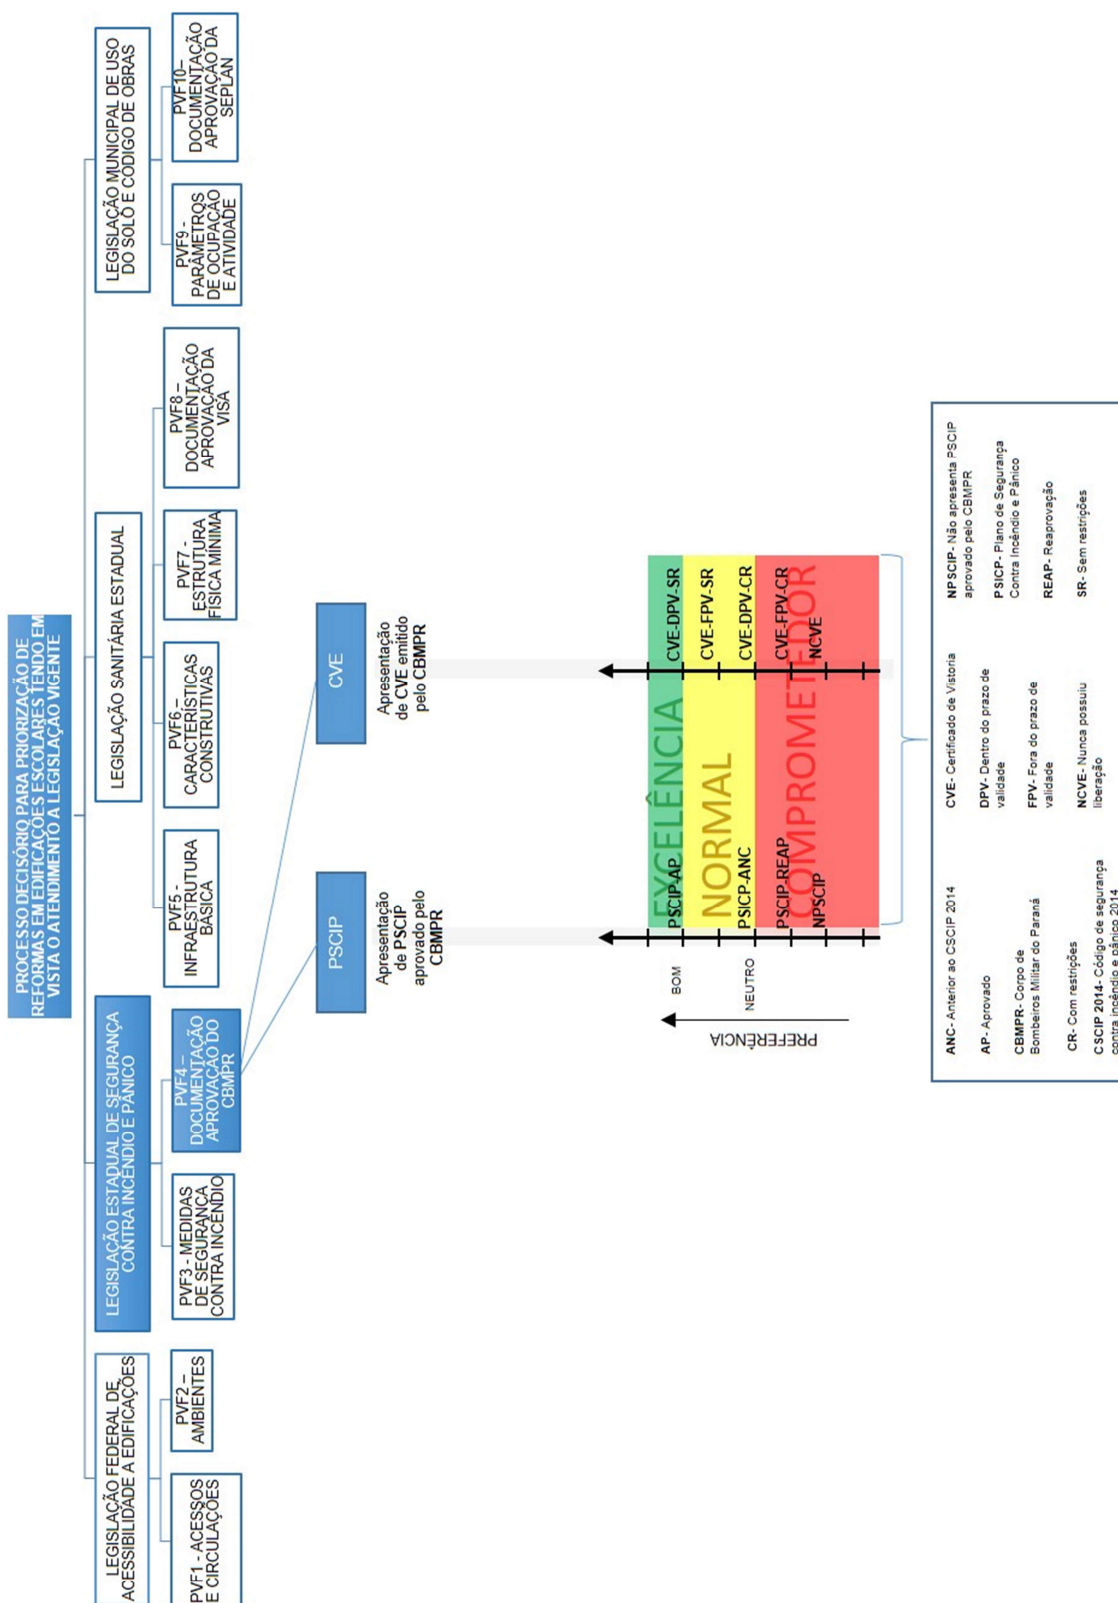 PROCESSO DECISÓRIO PARA PRIORIZAÇÃO DE
REFORMAS EM EDIFICAÇÕES ESCOLARES TENDO EM
VISTA O ATENDIMENTO A LEGISLAÇÃO VIGENTE
LEGISLAÇÃO FEDERAL DE
ACESSIBILIDADE A EDIFICAÇÕES
LEGISLAÇÃO ESTADUAL DE SEGURANÇA
CONTRA INCÊNDIO E PÂNICO
LEGISLAÇÃO SANITÁRIA ESTADUAL
LEGISLAÇÃO MUNICIPAL DE USO
DO SOLO E CÓDIGO DE OBRAS
PVF1 - ACESSOS
E CIRCULAÇÕES
PVF2 –
AMBIENTES
PVF3 - MEDIDAS
DE SEGURANÇA
CONTRA INCÊNDIO
PVF4 –
DOCUMENTAÇÃO
APROVAÇÃO DO
CBMPR
PVF5 -
INFRAESTRUTURA
BÁSICA
PVF6 –
CARACTERÍSTICAS
CONSTRUTIVAS
PVF7 -
ESTRUTURA
FÍSICA MÍNIMA
PVF8 –
DOCUMENTAÇÃO
APROVAÇÃO DA
VISA
PVF9 -
PARÂMETROS
DE OCUPAÇÃO
E ATIVIDADE
PVF10–
DOCUMENTAÇÃO
APROVAÇÃO DA
SEPLAN
PSCIP
CVE
Apresentação
de PSCIP
aprovado pelo
CBMPR
Apresentação
de CVE emitido
pelo CBMPR
PREFERÊNCIA
BOM
NEUTRO
EXCELÊNCIA
NORMAL
COMPROMETEDOR
PSCIP-AP
PSICP-ANC
PSCIP-REAP
NPSCIP
CVE-DPV-SR
CVE-FPV-SR
CVE-DPV-CR
CVE-FPV-CR
NCVE
ANC- Anterior ao CSCIP 2014
AP- Aprovado
CBMPR- Corpo de
Bombeiros Militar do Paraná
CR- Com restrições
CSCIP 2014- Código de segurança
contra incêndio e pânico 2014
CVE- Certificado de Vistoria
DPV- Dentro do prazo de
validade
FPV- Fora do prazo de
validade
NCVE- Nunca possuiu
liberação
NPSCIP- Não apresenta PSCIP
aprovado pelo CBMPR
PSICP- Plano de Segurança
Contra Incêndio e Pânico
REAP- Reaprovação
SR- Sem restrições